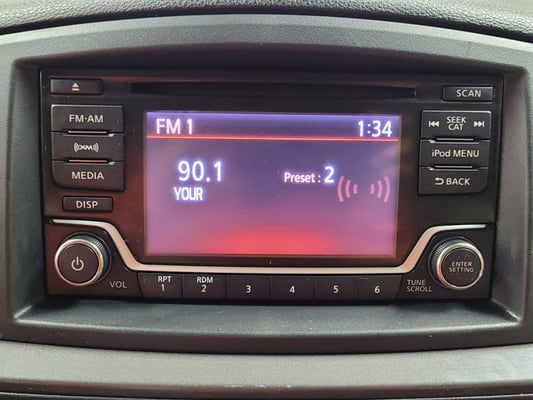 SCAN
FM·AM
SEEK
CAT
(XM)
iPod MENU
MEDIA
BACK
DISP
FM 1 1:34
90.1 Preset : 2
YOUR
VOL
RPT
1
RDM
2
3
4
5
6
TUNE
SCROLL
ENTER
SETTING